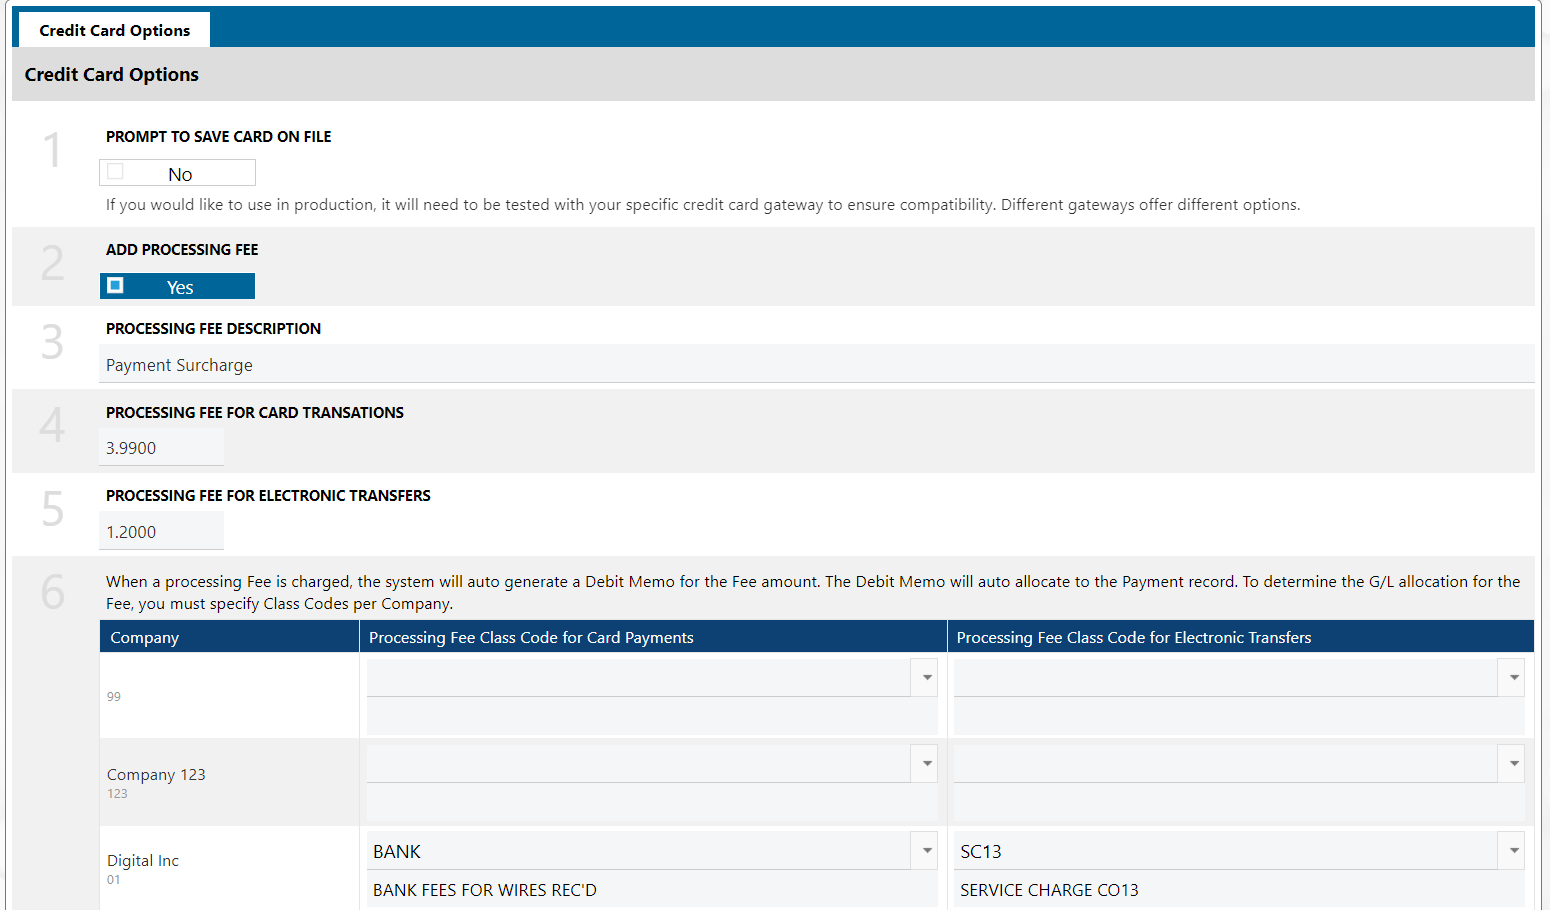 Credit Card Options
Credit Card Options
1
PROMPT TO SAVE CARD ON FILE
No
If you would like to use in production, it will need to be tested with your specific credit card gateway to ensure compatibility. Different gateways offer different options.
2
ADD PROCESSING FEE
Yes
3
PROCESSING FEE DESCRIPTION
Payment Surcharge
4
PROCESSING FEE FOR CARD TRANSATIONS
3.9900
5
PROCESSING FEE FOR ELECTRONIC TRANSFERS
1.2000
6
When a processing Fee is charged, the system will auto generate a Debit Memo for the Fee amount. The Debit Memo will auto allocate to the Payment record. To determine the G/L allocation for the
Fee, you must specify Class Codes per Company.
Company Processing Fee Class Code for Card Payments Processing Fee Class Code for Electronic Transfers
99
Company 123
123
Digital Inc BANK SC13
01 BANK FEES FOR WIRES REC'D SERVICE CHARGE CO13